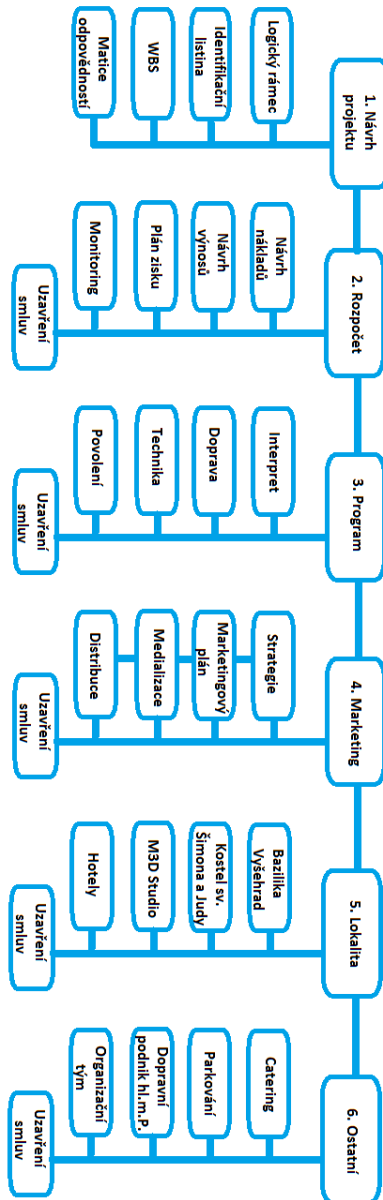 1. Návrh
projektu
Logický rámec
Identifikační
listina
WBS
Matice
odpovědností
2. Rozpočet
Návrh
nákladů
Návrh
výnosů
Plán zisku
Monitoring
Uzavření
smluv
3. Program
Interpret
Doprava
Technika
Povolení
Uzavření
smluv
4. Marketing
Strategie
Marketingový
plán
Medializace
Distribuce
Uzavření
smluv
5. Lokalita
Bazilika
Vyšehrad
Kostel sv.
Šimona a Judy
M3D Studio
Hotely
Uzavření
smluv
6. Ostatní
Catering
Parkování
Dopravní
podnik hl.m.P.
Organizační
tým
Uzavření
smluv